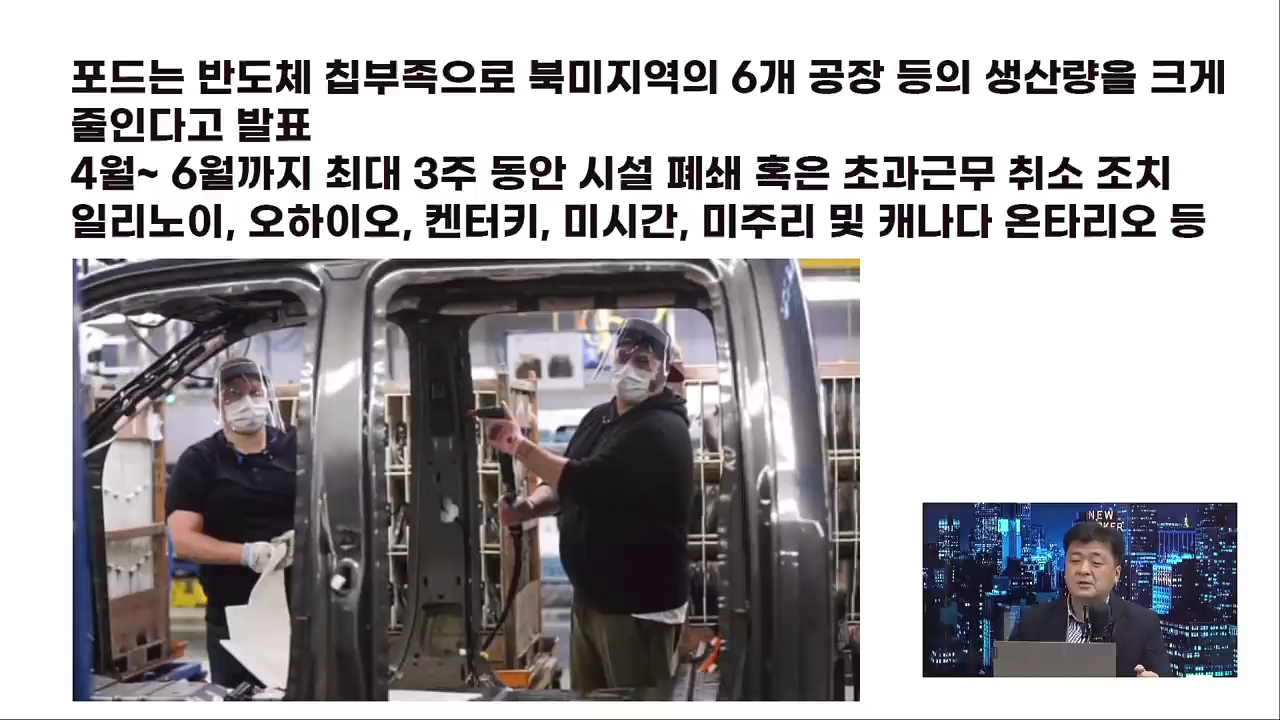 포드는 반도체 칩부족으로 북미지역의 6개 공장 등의 생산량을 크게
줄인다고 발표
4월~ 6월까지 최대 3주 동안 시설 폐쇄 혹은 초과근무 취소 조치
일리노이, 오하이오, 켄터키, 미시간, 미주리 및 캐나다 온타리오 등
NEW